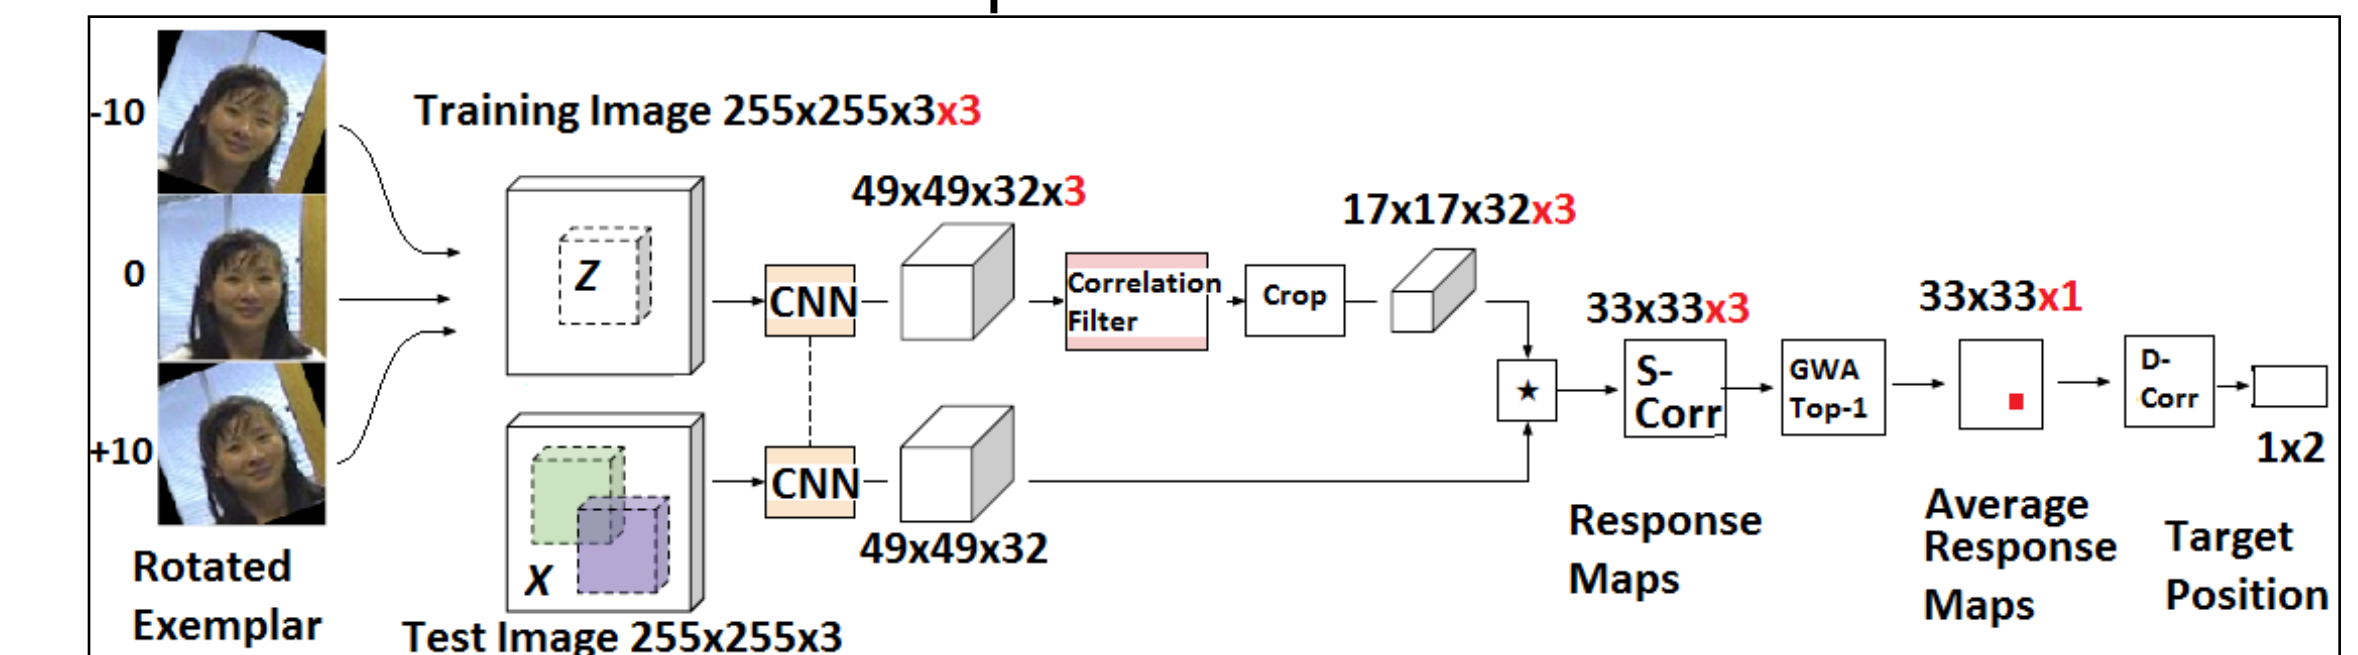 -10
0
+10
Rotated
Exemplar
Training Image 255x255x3x3
Z
X
Test Image 255x255x3
CNN
CNN
49x49x32x3
49x49x32
Correlation
Filter
Crop
17x17x32x3
★
33x33x3
S-
Corr
Response
Maps
GWA
Top-1
33x33x1
Average
Response
Maps
D-
Corr
1x2
Target
Position